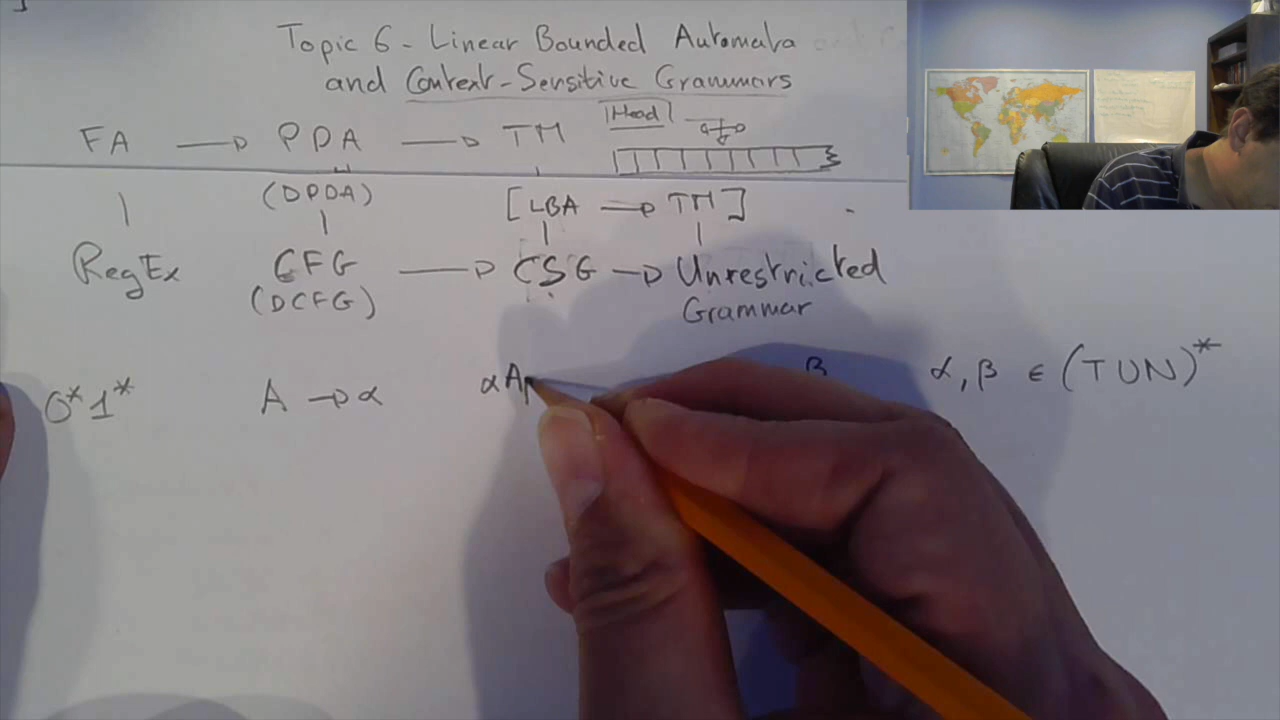 Topic 6 - Linear Bounded Automata
and Context-Sensitive Grammars
FA → PDA → TM Head
(DPDA) [LBA → TM]
RegEx CFG → CSG → Unrestricted
(DCFG) Grammar
0*1* A → α αA β α, β ∈ (TUN)*